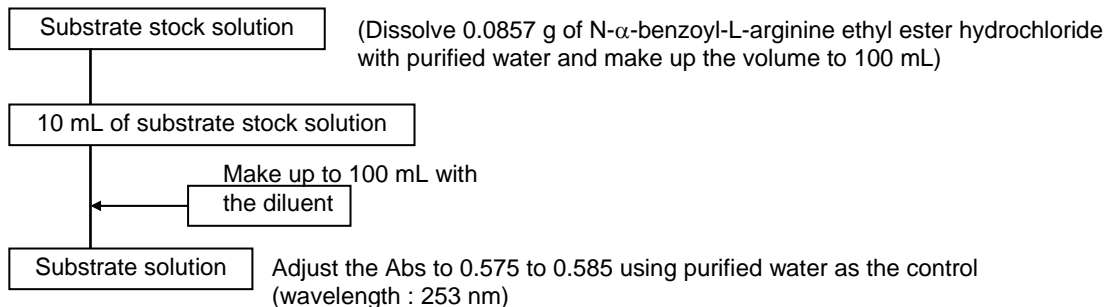 Substrate stock solution
(Dissolve 0.0857 g of N-α-benzoyl-L-arginine ethyl ester hydrochloride
with purified water and make up the volume to 100 mL)
10 mL of substrate stock solution
Make up to 100 mL with
the diluent
Substrate solution
Adjust the Abs to 0.575 to 0.585 using purified water as the control
(wavelength : 253 nm)